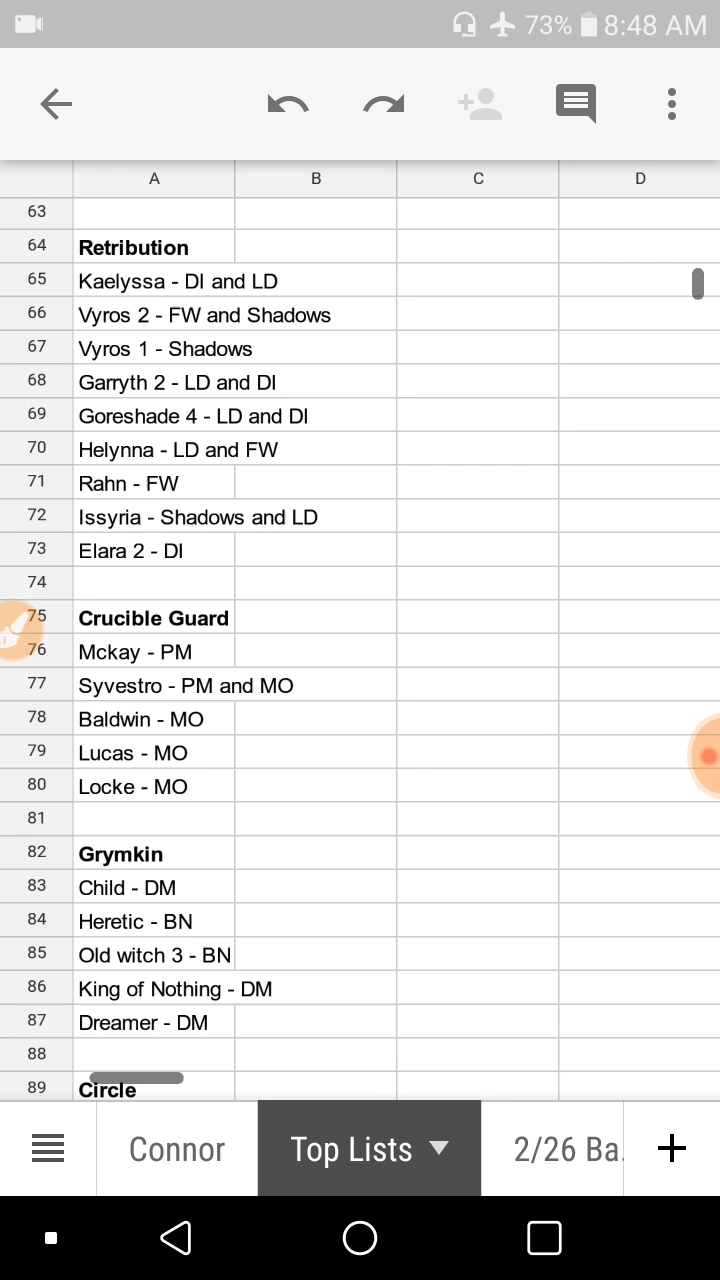 73% 8:48 AM
A B C D
63
64 Retribution
65 Kaelyssa - DI and LD
66 Vyros 2 - FW and Shadows
67 Vyros 1 - Shadows
68 Garryth 2 - LD and DI
69 Goreshade 4 - LD and DI
70 Helynna - LD and FW
71 Rahn - FW
72 Issyria - Shadows and LD
73 Elara 2 - DI
74
75 Crucible Guard
76 Mckay - PM
77 Syvestro - PM and MO
78 Baldwin - MO
79 Lucas - MO
80 Locke - MO
81
82 Grymkin
83 Child - DM
84 Heretic - BN
85 Old witch 3 - BN
86 King of Nothing - DM
87 Dreamer - DM
88
89 Circle
Connor Top Lists 2/26 Ba.